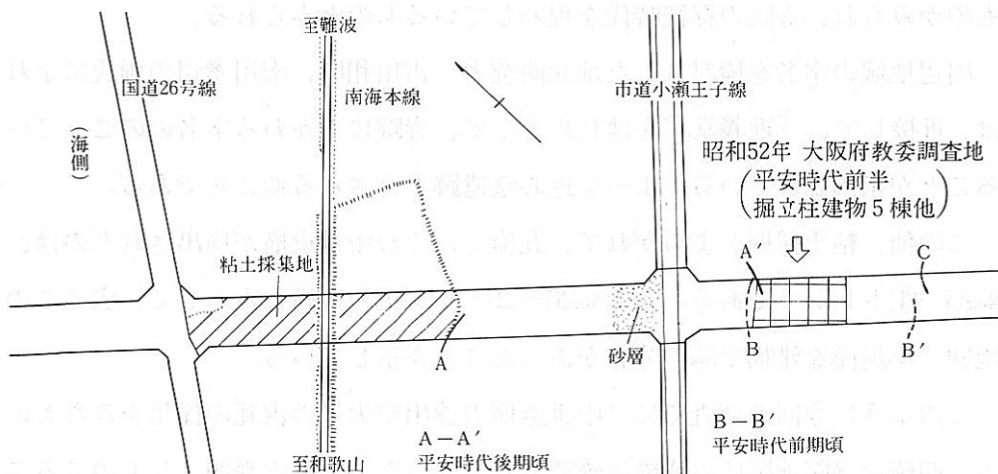 至難波
国道26号線
南海本線
市道小瀬王子線
(海側)
昭和52年 大阪府教委調査地
(平安時代前半
掘立柱建物5棟他)
粘土採集地
A
C
砂層
A
B
B′
A－A′
平安時代後期頃
B－B′
平安時代前期頃
至和歌山